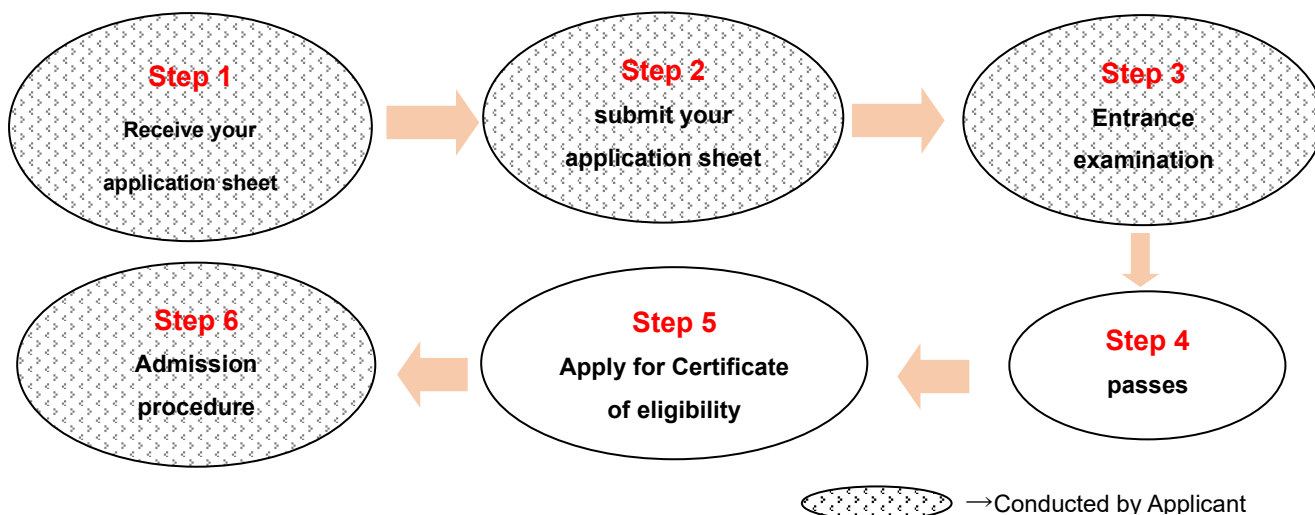 Step 1
Receive your
application sheet
Step 2
submit your
application sheet
Step 3
Entrance
examination
Step 4
passes
Step 5
Apply for Certificate
of eligibility
Step 6
Admission
procedure
→Conducted by Applicant